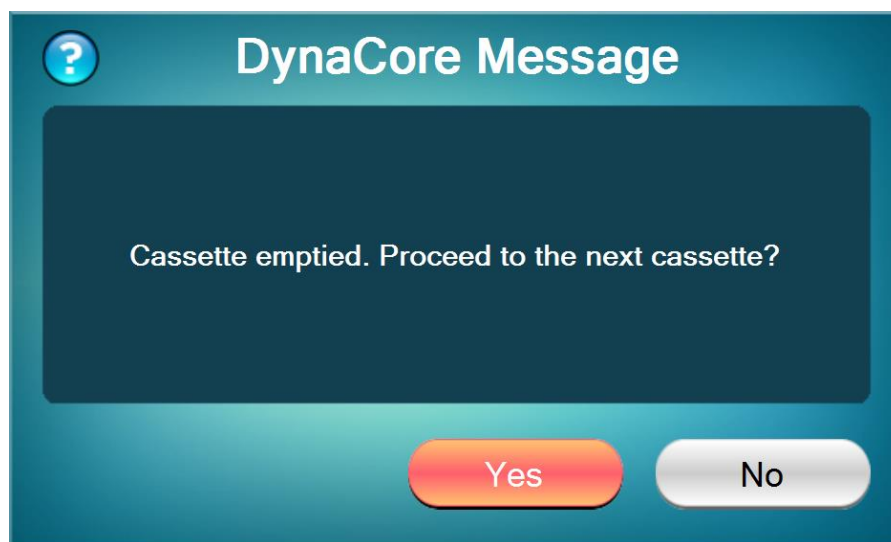 ?
DynaCore Message
Cassette emptied. Proceed to the next cassette?
Yes
No